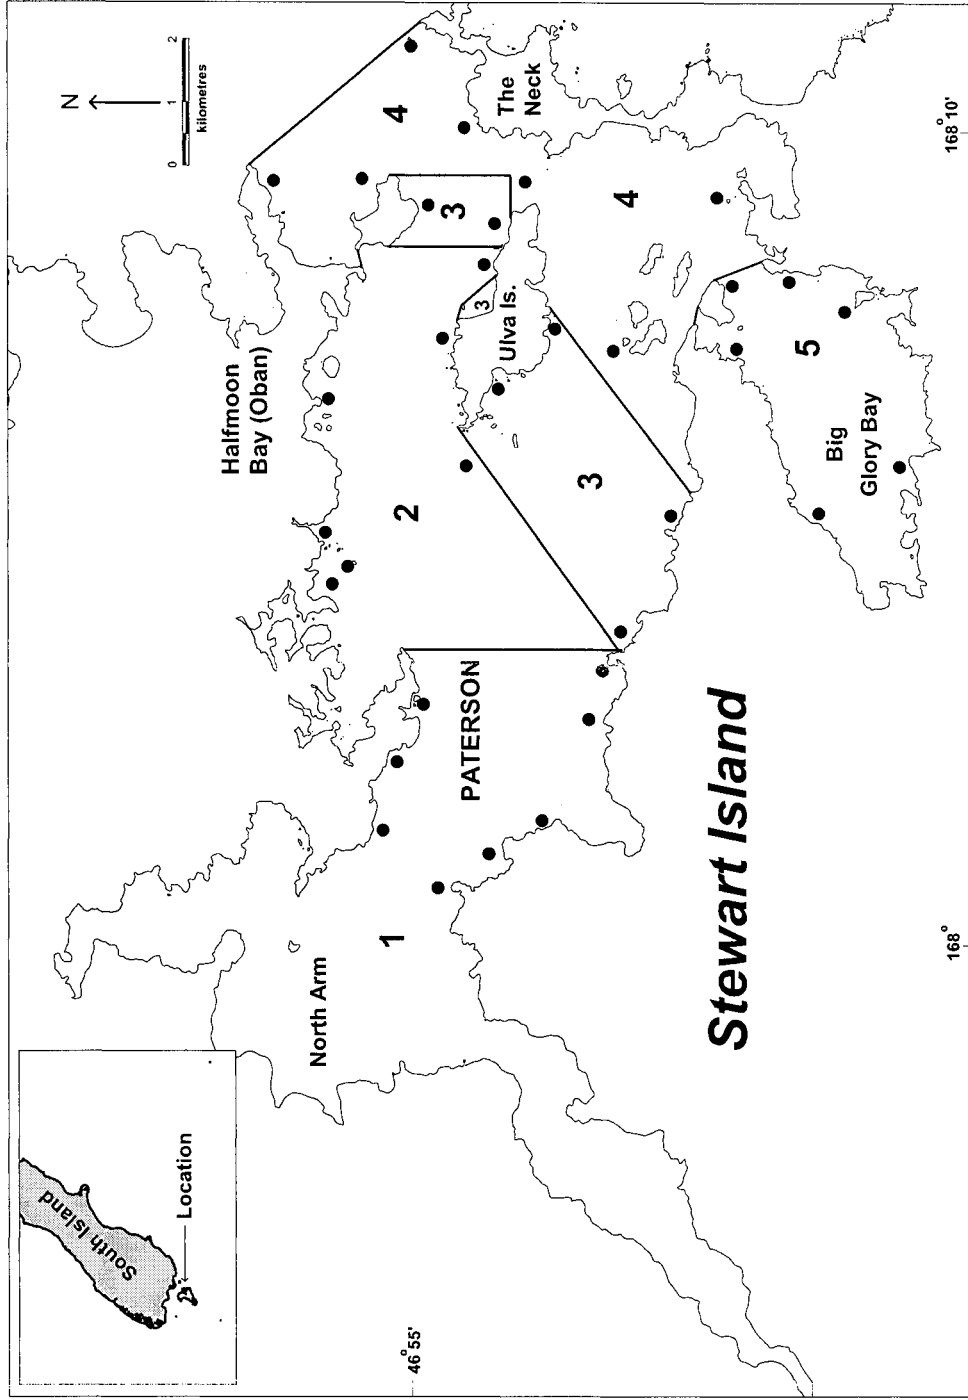 South Island
Location
N
0 1 2
kilometres
Halfmoon
Bay (Oban)
North Arm
4
3
The
Neck
3
Ulva Is.
2
1
PATERSON
4
3
46°55'
5
Big
Glory Bay
Stewart Island
168°
168°10'